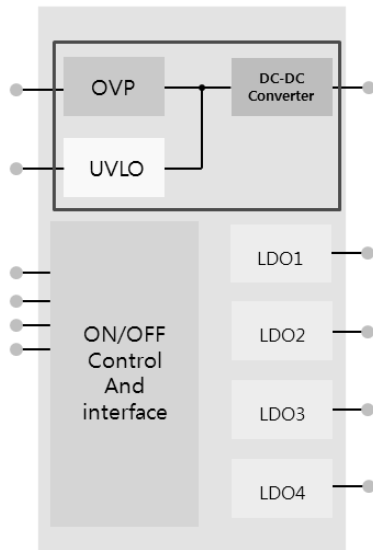 OVP
DC-DC
Converter
UVLO
ON/OFF
Control
And
interface
LDO1
LDO2
LDO3
LDO4